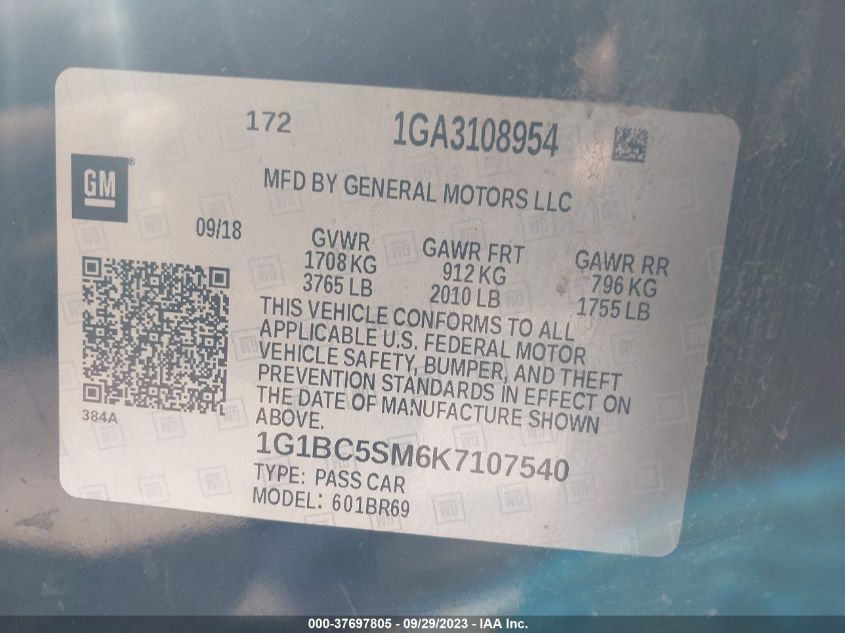 172
1GA3108954
GM
®
MFD BY GENERAL MOTORS LLC
09/18
GVWR
1708 KG
3765 LB
GAWR FRT
912 KG
2010 LB
GAWR RR
796 KG
1755 LB
THIS VEHICLE CONFORMS TO ALL
APPLICABLE U.S. FEDERAL MOTOR
VEHICLE SAFETY, BUMPER, AND THEFT
PREVENTION STANDARDS IN EFFECT ON
THE DATE OF MANUFACTURE SHOWN
ABOVE.
384A
1G1BC5SM6K7107540
TYPE: PASS CAR
MODEL: 601BR69
000-37697805 - 09/29/2023 - IAA Inc.